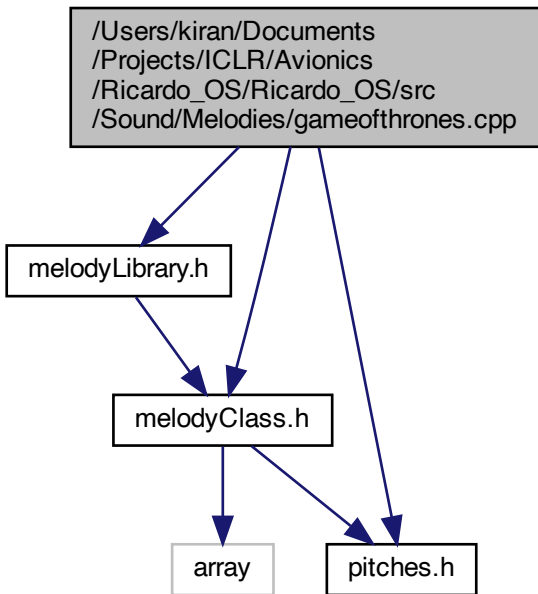 /Users/kiran/Documents
/Projects/ICLR/Avionics
/Ricardo_OS/Ricardo_OS/src
/Sound/Melodies/gameofthrones.cpp
melodyLibrary.h
melodyClass.h
array
pitches.h